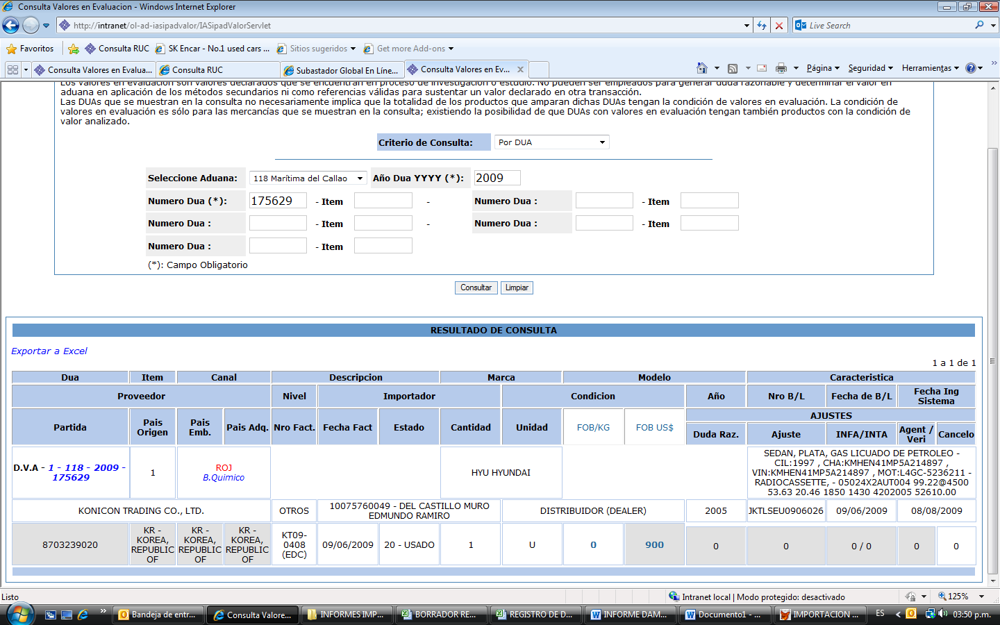 Consulta Valores en Evaluacion - Windows Internet Explorer
http://intranet/ol-ad-iasipadvalor/IASipadValorServlet
Live Search
Favoritos
Consulta RUC
SK Encar - No.1 used cars ...
Sitios sugeridos
Get more Add-ons
Consulta Valores en Evalua...
Consulta RUC
Subastador Global En Líne...
Consulta Valores en Ev...
Página
Seguridad
Herramientas
Los valores en evaluación son valores declarados que se encuentran en proceso de investigación o estudio. No pueden ser empleados para generar duda razonable y determinar el valor en
aduana en aplicación de los métodos secundarios ni como referencias válidas para sustentar un valor declarado en otra transacción.
Las DUAs que se muestran en la consulta no necesariamente implica que la totalidad de los productos que amparan dichas DUAs tengan la condición de valores en evaluación. La condición de
valores en evaluación es sólo para las mercancías que se muestran en la consulta; existiendo la posibilidad de que DUAs con valores en evaluación tengan también productos con la condición de
valor analizado.
Criterio de Consulta: Por DUA
Seleccione Aduana: 118 Marítima del Callao Año Dua YYYY (*): 2009
Numero Dua (*): 175629 - Item - Numero Dua : - Item
Numero Dua : - Item - Numero Dua : - Item
Numero Dua : - Item
(*): Campo Obligatorio
Consultar Limpiar
RESULTADO DE CONSULTA
Exportar a Excel
1 a 1 de 1
Dua Item Canal Descripcion Marca Modelo Caracteristica
Proveedor Nivel Importador Condicion Año Nro B/L Fecha de B/L Fecha Ing
Sistema
Partida Pais
Origen Pais
Emb. Pais Adq. Nro Fact. Fecha Fact Estado Cantidad Unidad FOB/KG FOB US$
AJUSTES
Duda Raz. Ajuste INFA/INTA Agent /
Veri Cancelo
D.V.A - 1 - 118 - 2009 -
175629
1
ROJ
B.Quimico
HYU HYUNDAI
SEDAN, PLATA, GAS LICUADO DE PETROLEO -
CIL:1997 , CHA:KMHEN41MP5A214897 ,
VIN:KMHEN41MP5A214897 , MOT:L4GC-5236211 -
RADIOCASSETTE, - 05024X2AUT004 99.22@4500
53.63 20.46 1850 1430 4202005 52610.00
KONICON TRADING CO., LTD.
OTROS
10075760049 - DEL CASTILLO MURO
EDMUNDO RAMIRO
DISTRIBUIDOR (DEALER)
2005
JKTLSEU0906026
09/06/2009
08/08/2009
8703239020
KR -
KOREA,
REPUBLIC
OF
KR -
KOREA,
REPUBLIC
OF
KR -
KOREA,
REPUBLIC
OF
KT09-
0408
(EDC)
09/06/2009
20 - USADO
1
U
0
900
0
0
0 / 0
0
0
Listo
Intranet local | Modo protegido: desactivado
125%
Bandeja de entr...
Consulta Valore...
INFORMES IMP...
BORRADOR RE...
REGISTRO DE D...
INFORME DAM...
Documento1 - ...
IMPORTACION ...
ES
03:50 p.m.